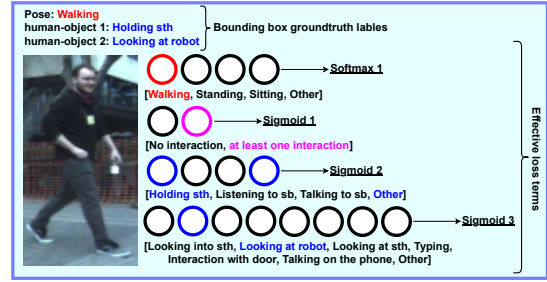 Pose: Walking
human-object 1: Holding sth
human-object 2: Looking at robot
Bounding box groundtruth lables
Softmax 1
[Walking, Standing, Sitting, Other]
Sigmoid 1
[No interaction, at least one interaction]
Sigmoid 2
[Holding sth, Listening to sb, Talking to sb, Other]
Sigmoid 3
[Looking into sth, Looking at robot, Looking at sth, Typing,
Interaction with door, Talking on the phone, Other]
Effective loss terms